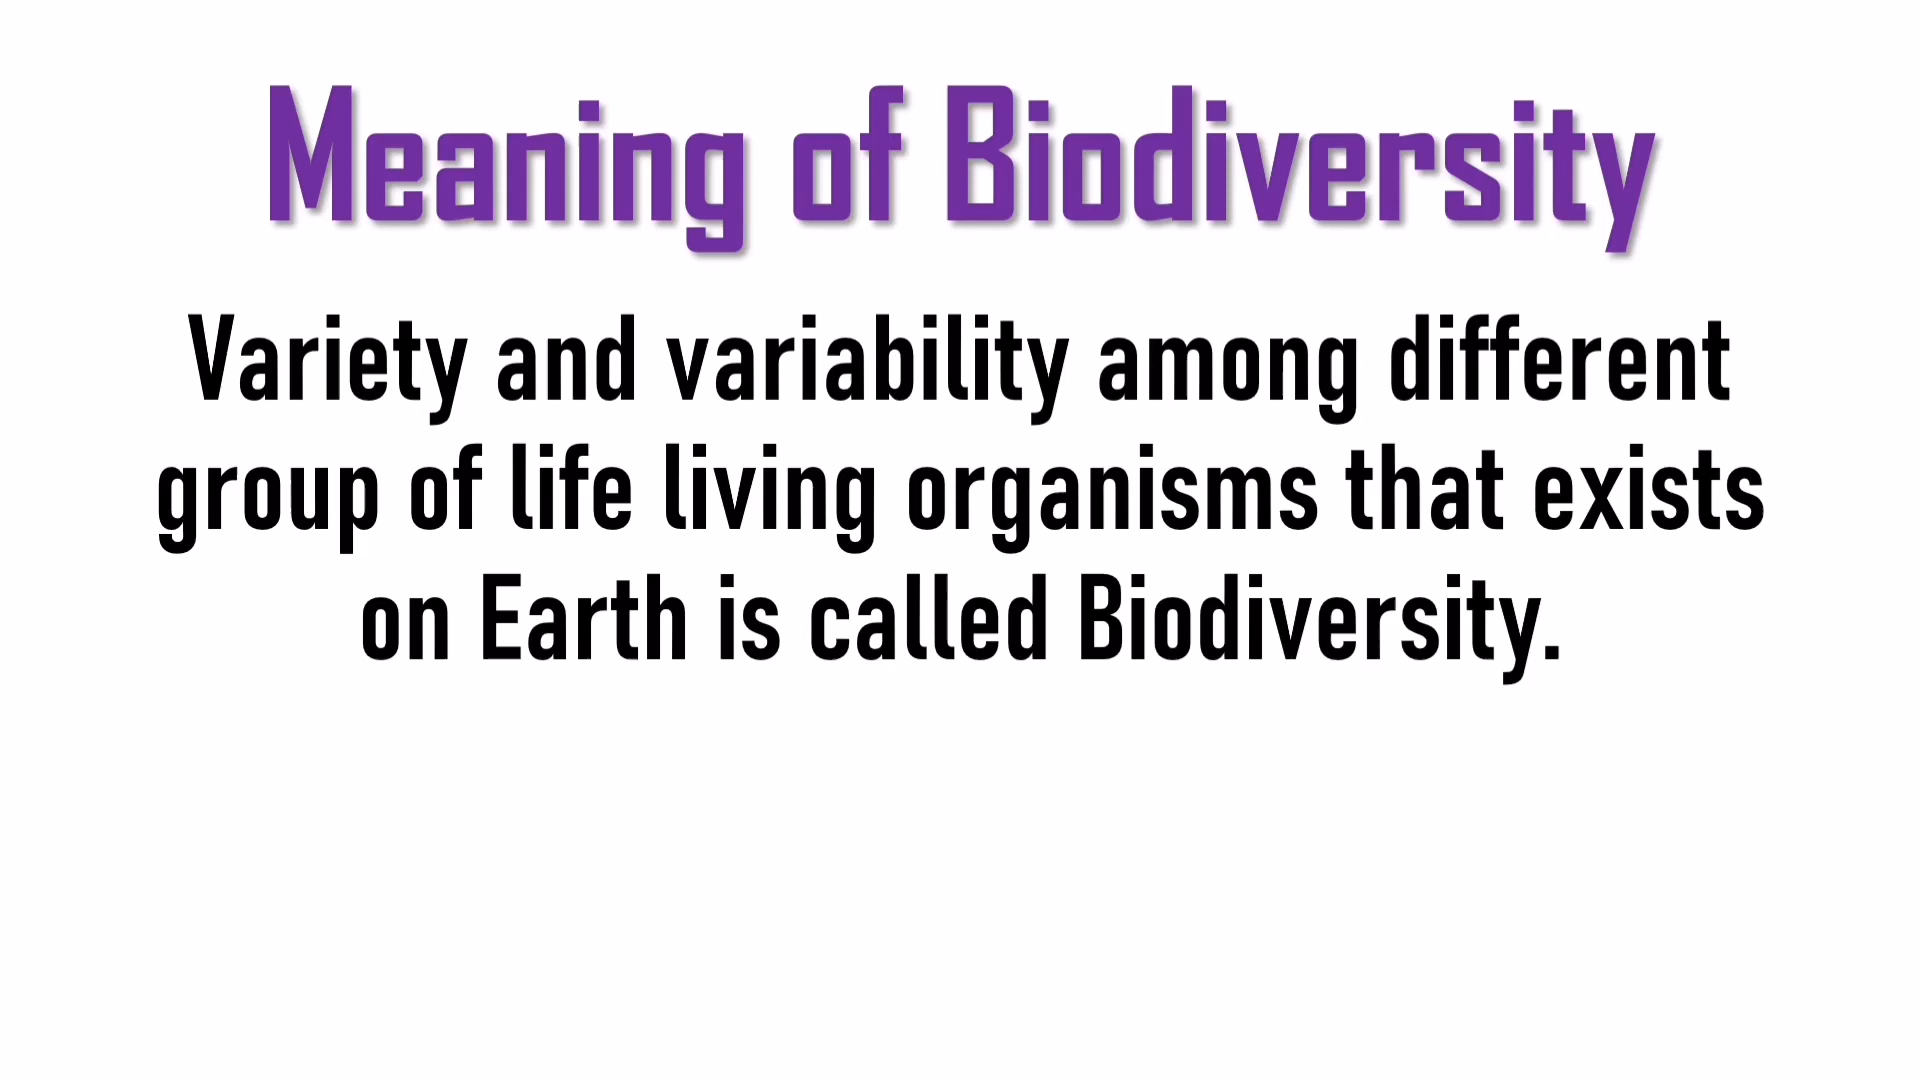 Meaning of Biodiversity
Variety and variability among different
group of life living organisms that exists
on Earth is called Biodiversity.